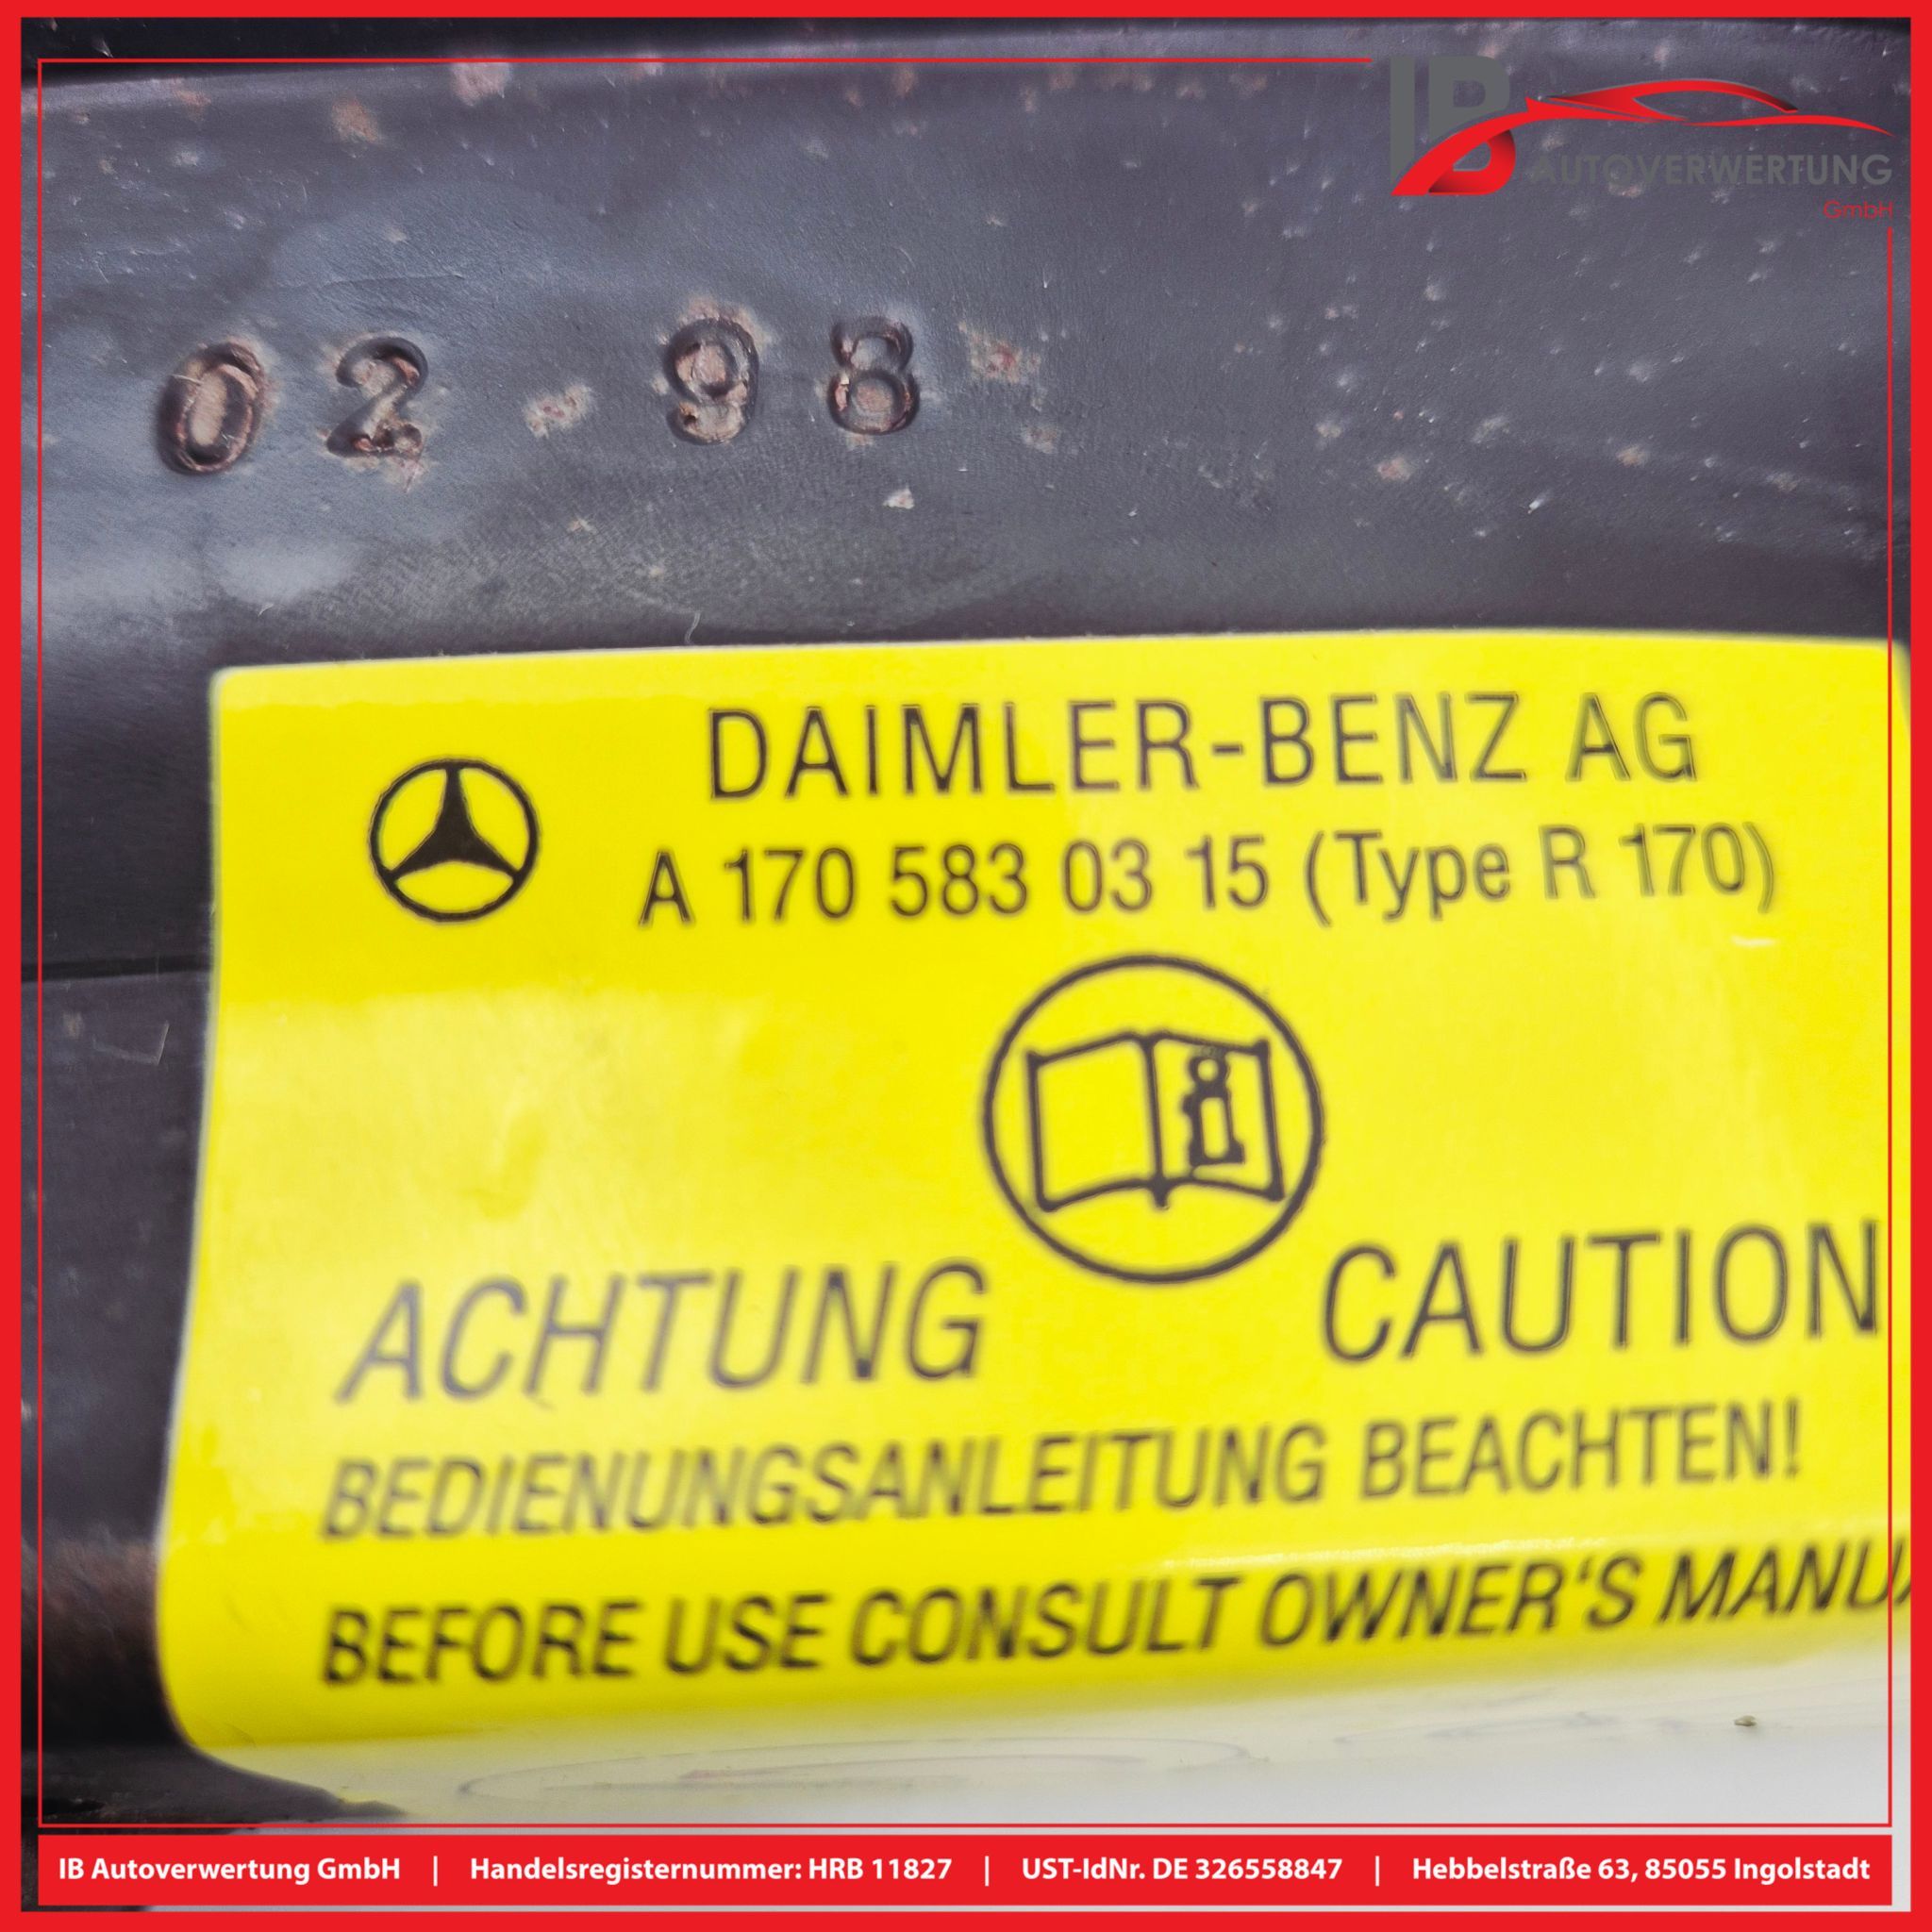 IB
AUTOVERWERTUNG
GmbH
02 98
DAIMLER-BENZ AG
A 170 583 03 15 (Type R 170)
ACHTUNG CAUTION
BEDIENUNGSANLEITUNG BEACHTEN!
BEFORE USE CONSULT OWNER'S MANUA
IB Autoverwertung GmbH | Handelsregisternummer: HRB 11827 | UST-IdNr. DE 326558847 | Hebbelstraße 63, 85055 Ingolstadt